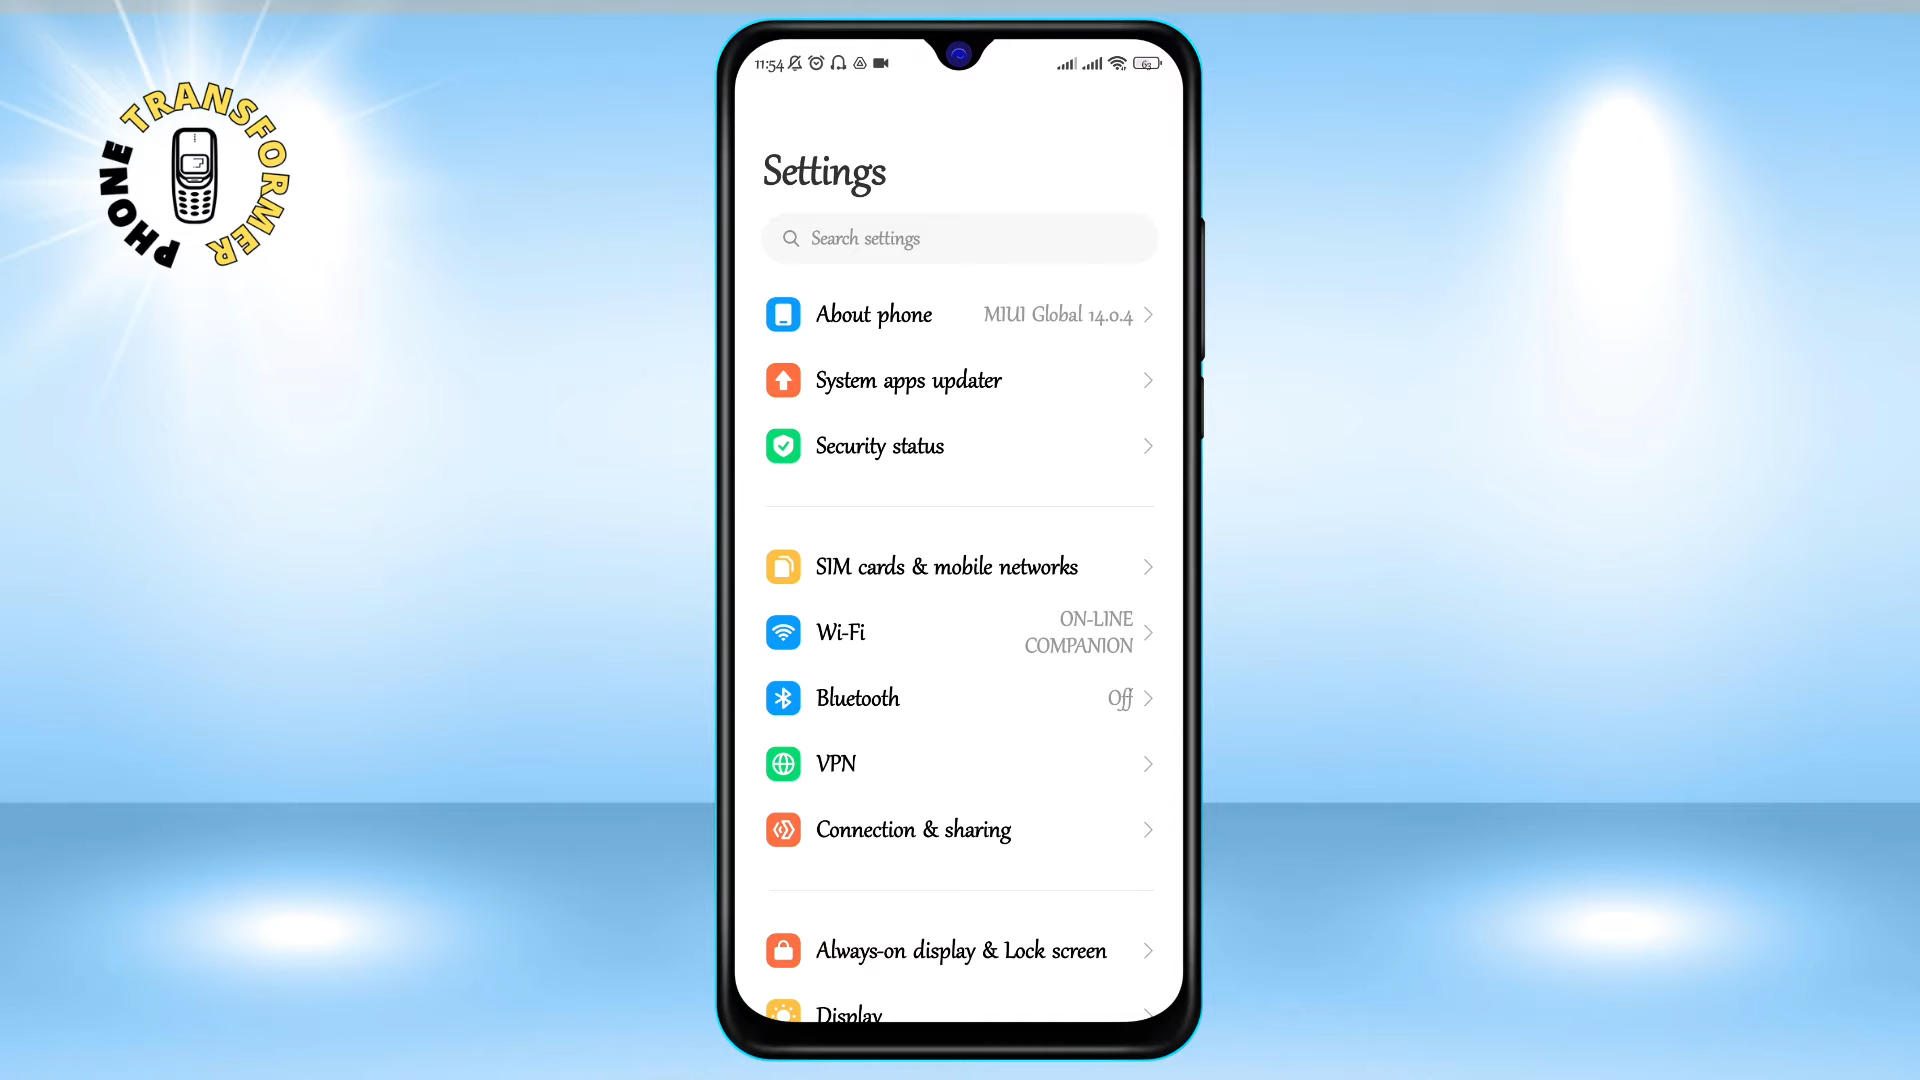 PHONE TRANSFORMER
11:54
63
Settings
Search settings
About phone MIUI Global 14.0.4
System apps updater
Security status
SIM cards & mobile networks
Wi-Fi ON-LINE
COMPANION
Bluetooth Off
VPN
Connection & sharing
Always-on display & Lock screen
Display